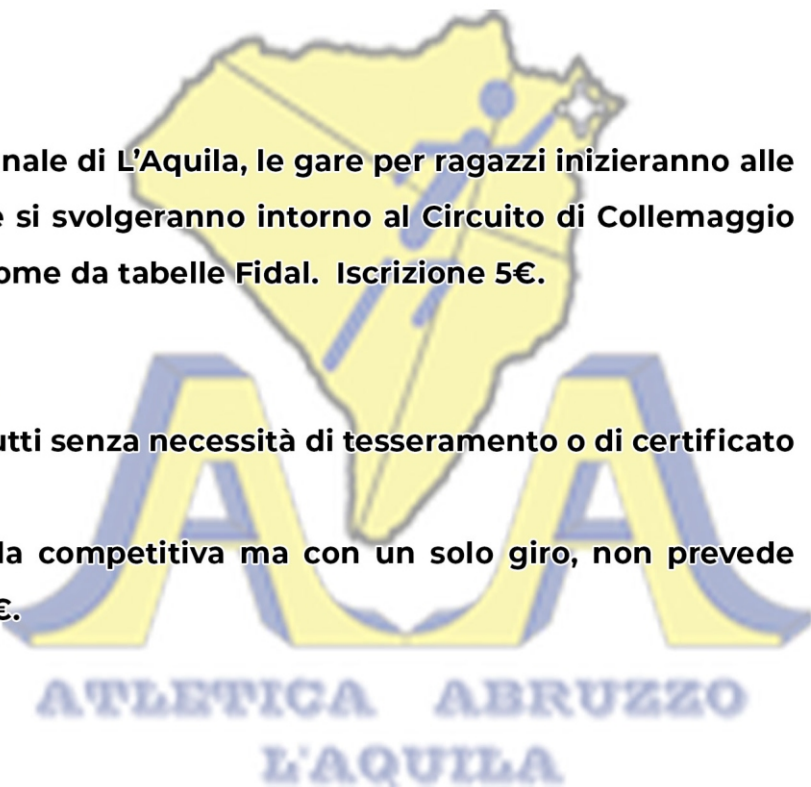 nale di L’Aquila, le gare per ragazzi inizieranno alle
e si svolgeranno intorno al Circuito di Collemaggio
ome da tabelle Fidal. Iscrizione 5€.
utti senza necessità di tesseramento o di certificato
la competitiva ma con un solo giro, non prevede
€.
ATLETICA ABRUZZO
L'AQUILA